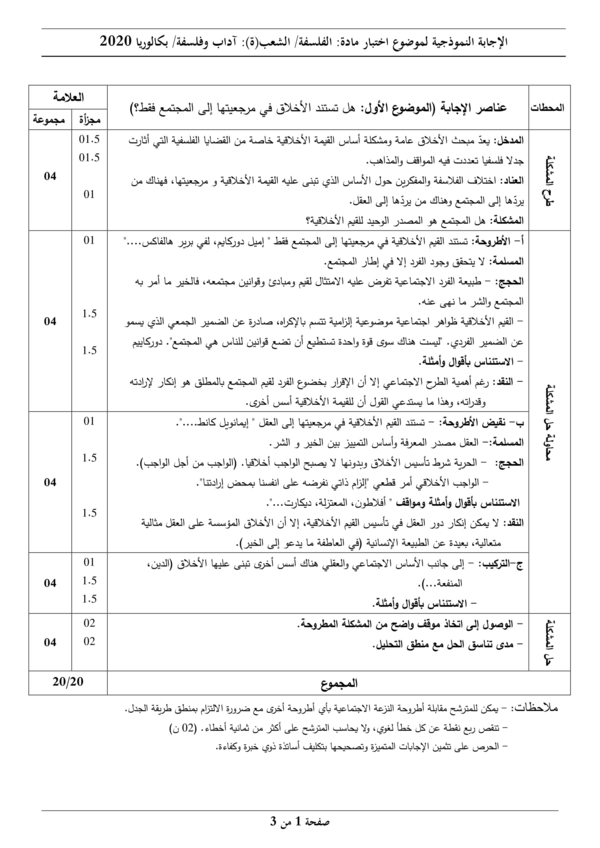 الإجابة النموذجية لموضوع اختبار مادة: الفلسفة/ الشعب(ة): آداب وفلسفة/ بكالوريا 2020
المحطات
عناصر الإجابة (الموضوع الأول: هل تستند الأخلاق في مرجعيتها إلى المجتمع فقط؟)
العلامة
مجزأة
مجموعة
طرح المشكلة
المدخل: يعدّ مبحث الأخلاق عامة ومشكلة أساس القيمة الأخلاقية خاصة من القضايا الفلسفية التي أثارت
جدلا فلسفيا تعددت فيه المواقف والمذاهب.
العناد: اختلاف الفلاسفة والمفكرين حول الأساس الذي تبنى عليه القيمة الأخلاقية و مرجعيتها، فهناك من
يردّها إلى المجتمع وهناك من يردّها إلى العقل.
المشكلة: هل المجتمع هو المصدر الوحيد للقيم الأخلاقية؟
01.5
01.5
01
04
محاولة حل المشكلة
أ- الأطروحة: تستند القيم الأخلاقية في مرجعيتها إلى المجتمع فقط " إميل دوركايم، لفي برير هالفاكس...."
المسلمة: لا يتحقق وجود الفرد إلا في إطار المجتمع.
الحجج: - طبيعة الفرد الاجتماعية تفرض عليه الامتثال لقيم ومبادئ وقوانين مجتمعه، فالخير ما أمر به
المجتمع والشر ما نهى عنه.
- القيم الأخلاقية ظواهر اجتماعية موضوعية إلزامية تتسم بالإكراه، صادرة عن الضمير الجمعي الذي يسمو
عن الضمير الفردي. "ليست هناك سوى قوة واحدة تستطيع أن تضع قوانين للناس هي المجتمع". دوركاييم
- الاستئناس بأقوال وأمثلة.
- النقد: رغم أهمية الطرح الاجتماعي إلا أن الإقرار بخضوع الفرد لقيم المجتمع بالمطلق هو إنكار لإرادته
وقدراته، وهذا ما يستدعي القول أن للقيمة الأخلاقية أسس أخرى.
01
1.5
1.5
04
ب- نقيض الأطروحة: - تستند القيم الأخلاقية في مرجعيتها إلى العقل " إيمانويل كانط....".
المسلمة:- العقل مصدر المعرفة وأساس التمييز بين الخير و الشر.
الحجج: - الحرية شرط تأسيس الأخلاق وبدونها لا يصبح الواجب أخلاقيا. (الواجب من أجل الواجب).
- الواجب الأخلاقي أمر قطعي "إلزام ذاتي نفرضه على انفسنا بمحض إرادتنا".
الاستئناس بأقوال وأمثلة ومواقف " أفلاطون، المعتزلة، ديكارت...".
النقد: لا يمكن إنكار دور العقل في تأسيس القيم الأخلاقية، إلا أن الأخلاق المؤسسة على العقل مثالية
متعالية، بعيدة عن الطبيعة الإنسانية (في العاطفة ما يدعو إلى الخير).
01
1.5
1.5
04
ج-التركيب: - إلى جانب الأساس الاجتماعي والعقلي هناك أسس أخرى تبنى عليها الأخلاق (الدين،
المنفعة...).
- الاستئناس بأقوال وأمثلة.
01
1.5
1.5
04
حل المشكلة
- الوصول إلى اتخاذ موقف واضح من المشكلة المطروحة.
- مدى تناسق الحل مع منطق التحليل.
02
02
04
المجموع
20/20
ملاحظات: - يمكن للمترشح مقابلة أطروحة النزعة الاجتماعية بأي أطروحة أخرى مع ضرورة الالتزام بمنطق طريقة الجدل.
- تنقص ربع نقطة عن كل خطأ لغوي، ولا يحاسب المترشح على أكثر من ثمانية أخطاء. (02 ن)
- الحرص على تثمين الإجابات المتميزة وتصحيحها بتكليف أساتذة ذوي خبرة وكفاءة.
صفحة 1 من 3